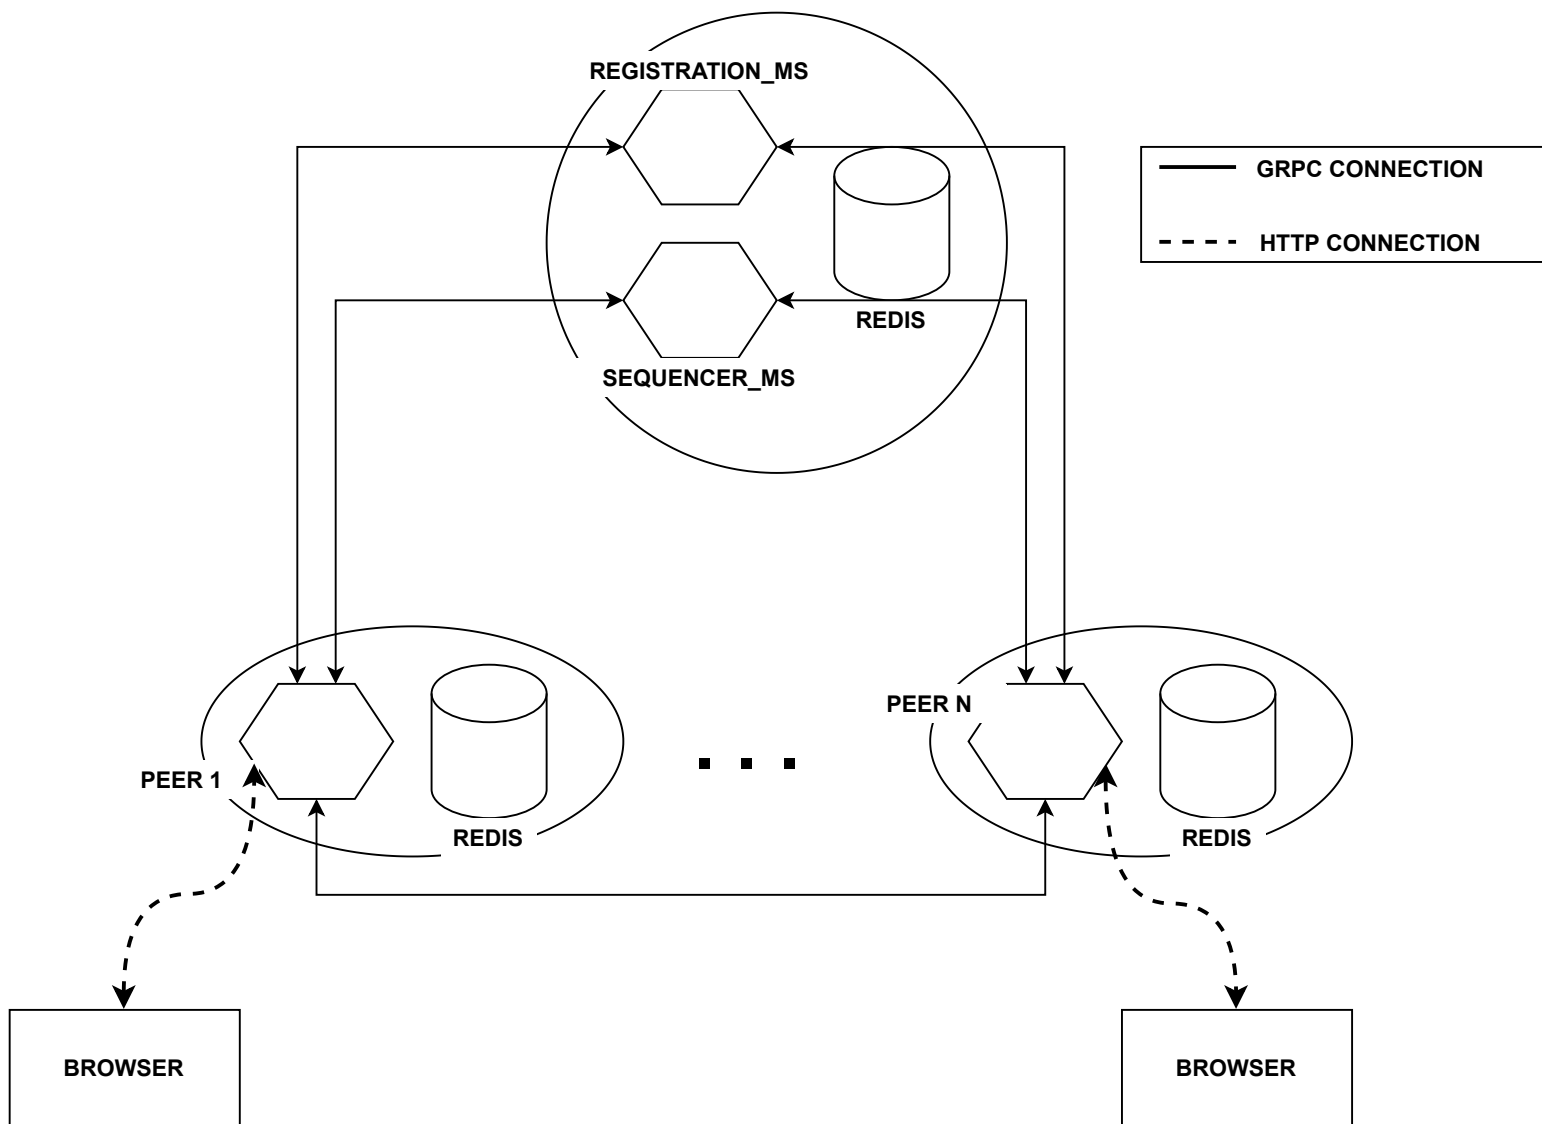 REGISTRATION_MS
GRPC CONNECTION
HTTP CONNECTION
REDIS
SEQUENCER_MS
PEER N
PEER 1
REDIS
REDIS
BROWSER
BROWSER